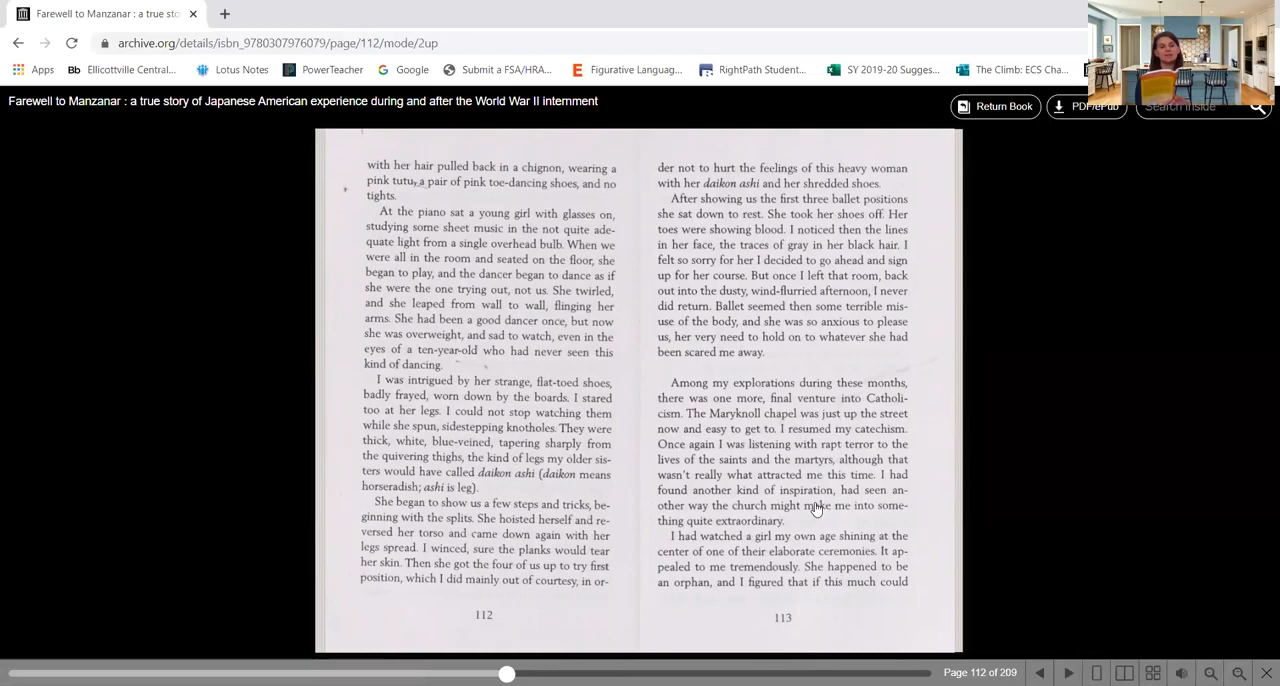 Farewell to Manzanar : a true sto
archive.org/details/isbn_9780307976079/page/112/mode/2up
Apps
Bb Ellicottville Central...
Lotus Notes
PowerTeacher
Google
Submit a FSA/HRA...
Figurative Languag...
RightPath Student...
SY 2019-20 Sugges...
The Climb: ECS Cha...
Farewell to Manzanar : a true story of Japanese American experience during and after the World War II internment
Return Book
PDF/ePub
Search inside
with her hair pulled back in a chignon, wearing a
pink tutu, a pair of pink toe-dancing shoes, and no
tights.
At the piano sat a young girl with glasses on,
studying some sheet music in the not quite ade-
quate light from a single overhead bulb. When we
were all in the room and seated on the floor, she
began to play, and the dancer began to dance as if
she were the one trying out, not us. She twirled,
and she leaped from wall to wall, flinging her
arms. She had been a good dancer once, but now
she was overweight, and sad to watch, even in the
eyes of a ten-year-old who had never seen this
kind of dancing.
I was intrigued by her strange, flat-toed shoes,
badly frayed, worn down by the boards. I stared
too at her legs. I could not stop watching them
while she spun, sidestepping knotholes. They were
thick, white, blue-veined, tapering sharply from
the quivering thighs, the kind of legs my older sis-
ters would have called daikon ashi (daikon means
horseradish; ashi is leg).
She began to show us a few steps and tricks, be-
ginning with the splits. She hoisted herself and re-
versed her torso and came down again with her
legs spread. I winced, sure the planks would tear
her skin. Then she got the four of us up to try first
position, which I did mainly out of courtesy, in or-
112
der not to hurt the feelings of this heavy woman
with her daikon ashi and her shredded shoes.
After showing us the first three ballet positions
she sat down to rest. She took her shoes off. Her
toes were showing blood. I noticed then the lines
in her face, the traces of gray in her black hair. I
felt so sorry for her I decided to go ahead and sign
up for her course. But once I left that room, back
out into the dusty, wind-flurried afternoon, I never
did return. Ballet seemed then some terrible mis-
use of the body, and she was so anxious to please
us, her very need to hold on to whatever she had
been scared me away.
Among my explorations during these months,
there was one more, final venture into Catholi-
cism. The Maryknoll chapel was just up the street
now and easy to get to. I resumed my catechism.
Once again I was listening with rapt terror to the
lives of the saints and the martyrs, although that
wasn't really what attracted me this time. I had
found another kind of inspiration, had seen an-
other way the church might make me into some-
thing quite extraordinary.
I had watched a girl my own age shining at the
center of one of their elaborate ceremonies. It ap-
pealed to me tremendously. She happened to be
an orphan, and I figured that if this much could
113
Page 112 of 209